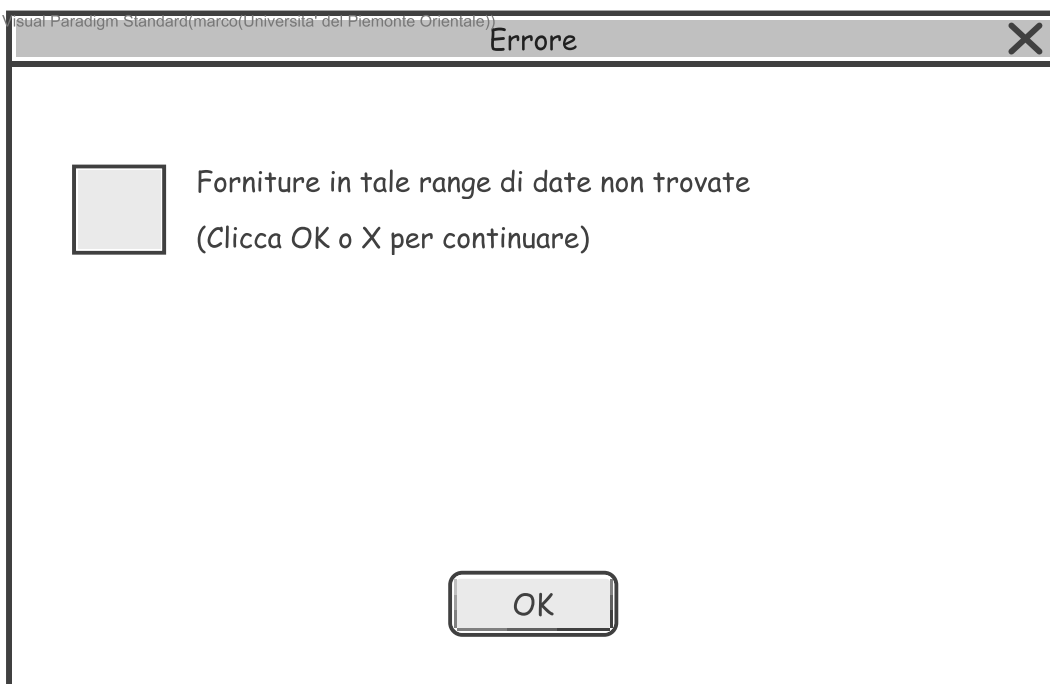 Visual Paradigm Standard(marco(Universita' del Piemonte Orientale))
Errore
Forniture in tale range di date non trovate
(Clicca OK o X per continuare)
OK